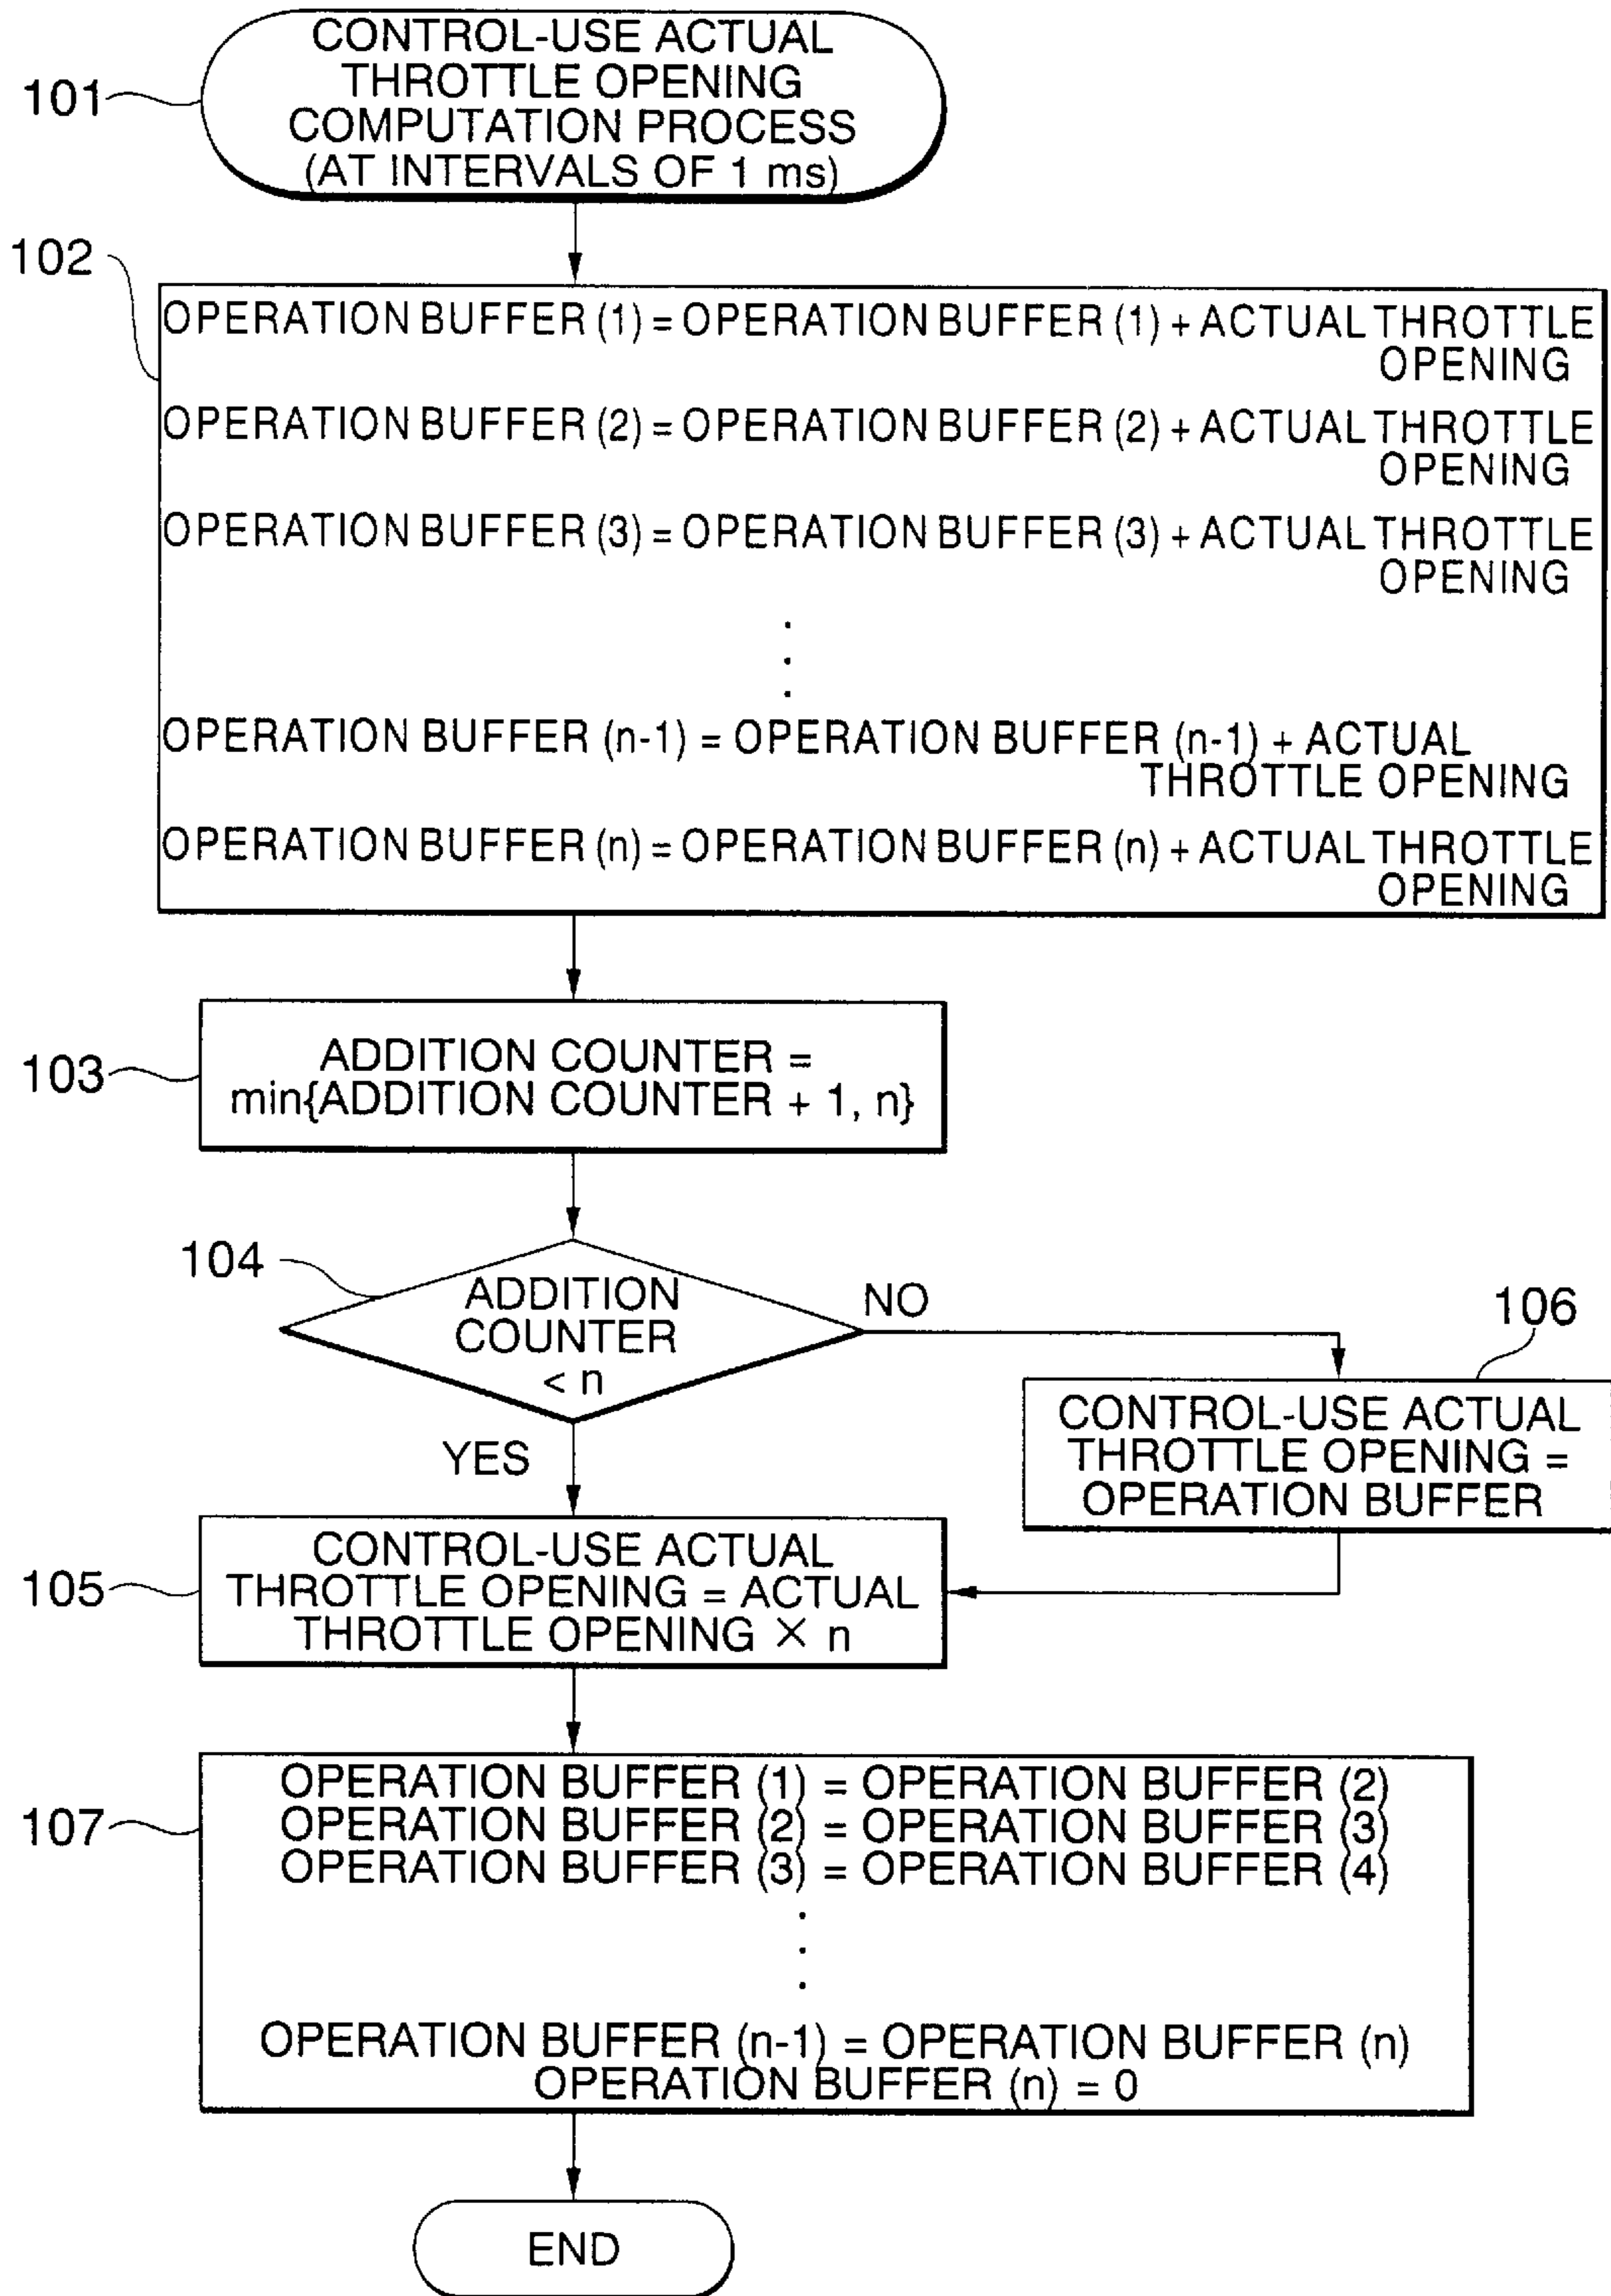 CONTROL-USE ACTUAL
THROTTLE OPENING
COMPUTATION PROCESS
(AT INTERVALS OF 1 ms)
101
102
OPERATION BUFFER (1) = OPERATION BUFFER (1) + ACTUAL THROTTLE
OPENING
OPERATION BUFFER (2) = OPERATION BUFFER (2) + ACTUAL THROTTLE
OPENING
OPERATION BUFFER (3) = OPERATION BUFFER (3) + ACTUAL THROTTLE
OPENING
.
.
.
OPERATION BUFFER (n-1) = OPERATION BUFFER (n-1) + ACTUAL
THROTTLE OPENING
OPERATION BUFFER (n) = OPERATION BUFFER (n) + ACTUAL THROTTLE
OPENING
103
ADDITION COUNTER =
min{ADDITION COUNTER + 1, n}
104
ADDITION
COUNTER
< n
NO
YES
106
CONTROL-USE ACTUAL
THROTTLE OPENING =
OPERATION BUFFER
105
CONTROL-USE ACTUAL
THROTTLE OPENING = ACTUAL
THROTTLE OPENING × n
107
OPERATION BUFFER (1) = OPERATION BUFFER (2)
OPERATION BUFFER (2) = OPERATION BUFFER (3)
OPERATION BUFFER (3) = OPERATION BUFFER (4)
.
.
.
OPERATION BUFFER (n-1) = OPERATION BUFFER (n)
OPERATION BUFFER (n) = 0
END